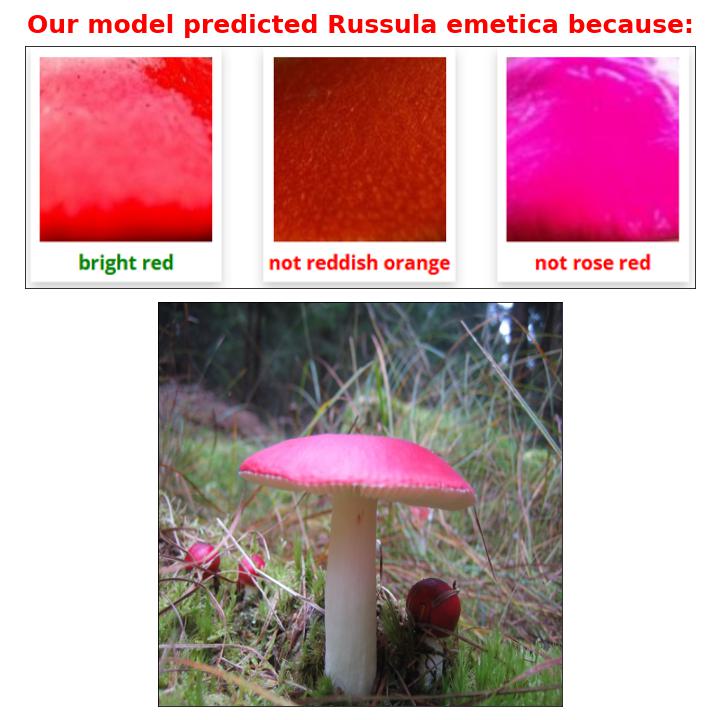 Our model predicted Russula emetica because:
bright red
not reddish orange
not rose red